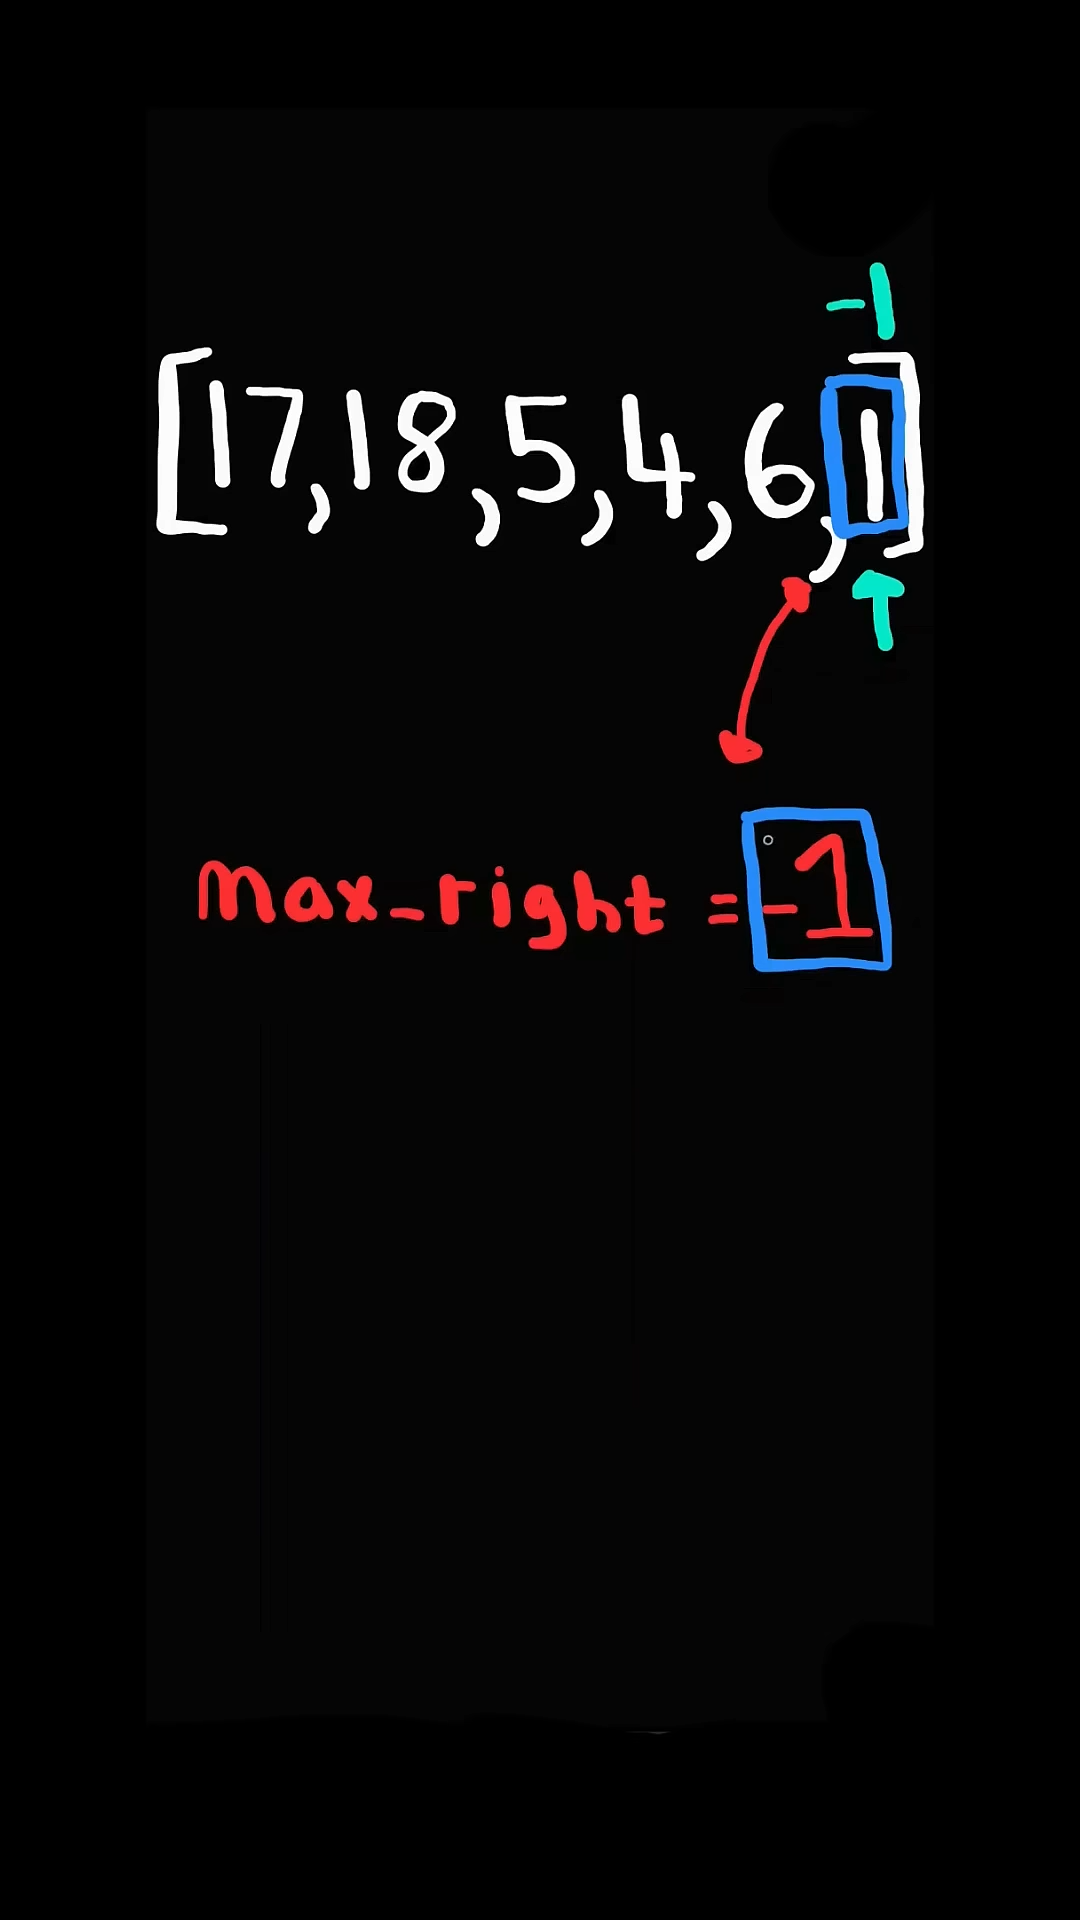 -1
[17,18,5,4,6,1]
max_right = -1